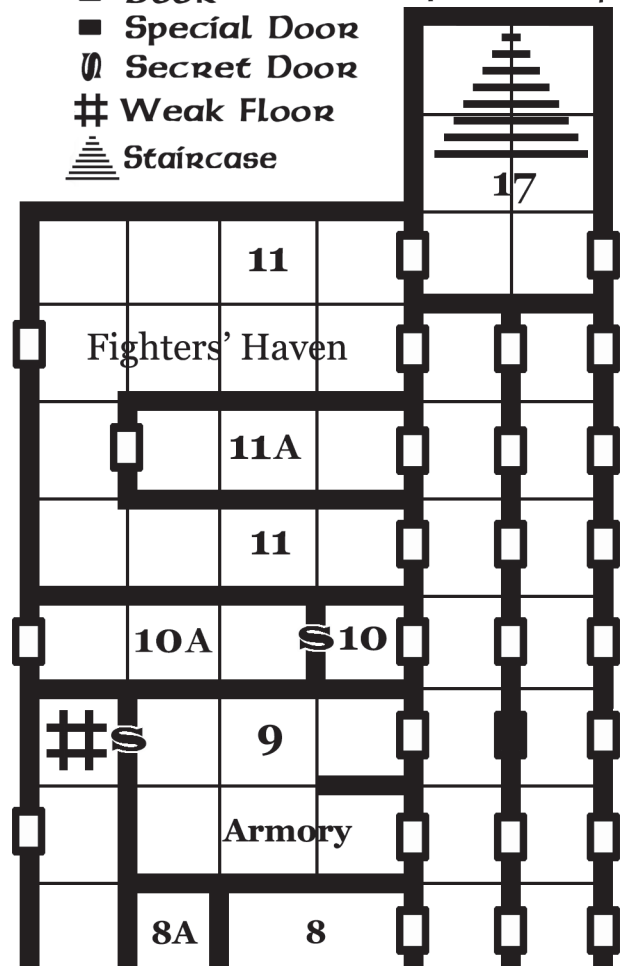 Special Door
Secret Door
Weak Floor
Staircase
17
11
Fighters' Haven
11A
11
10A
S
10
S
9
Armory
8A
8